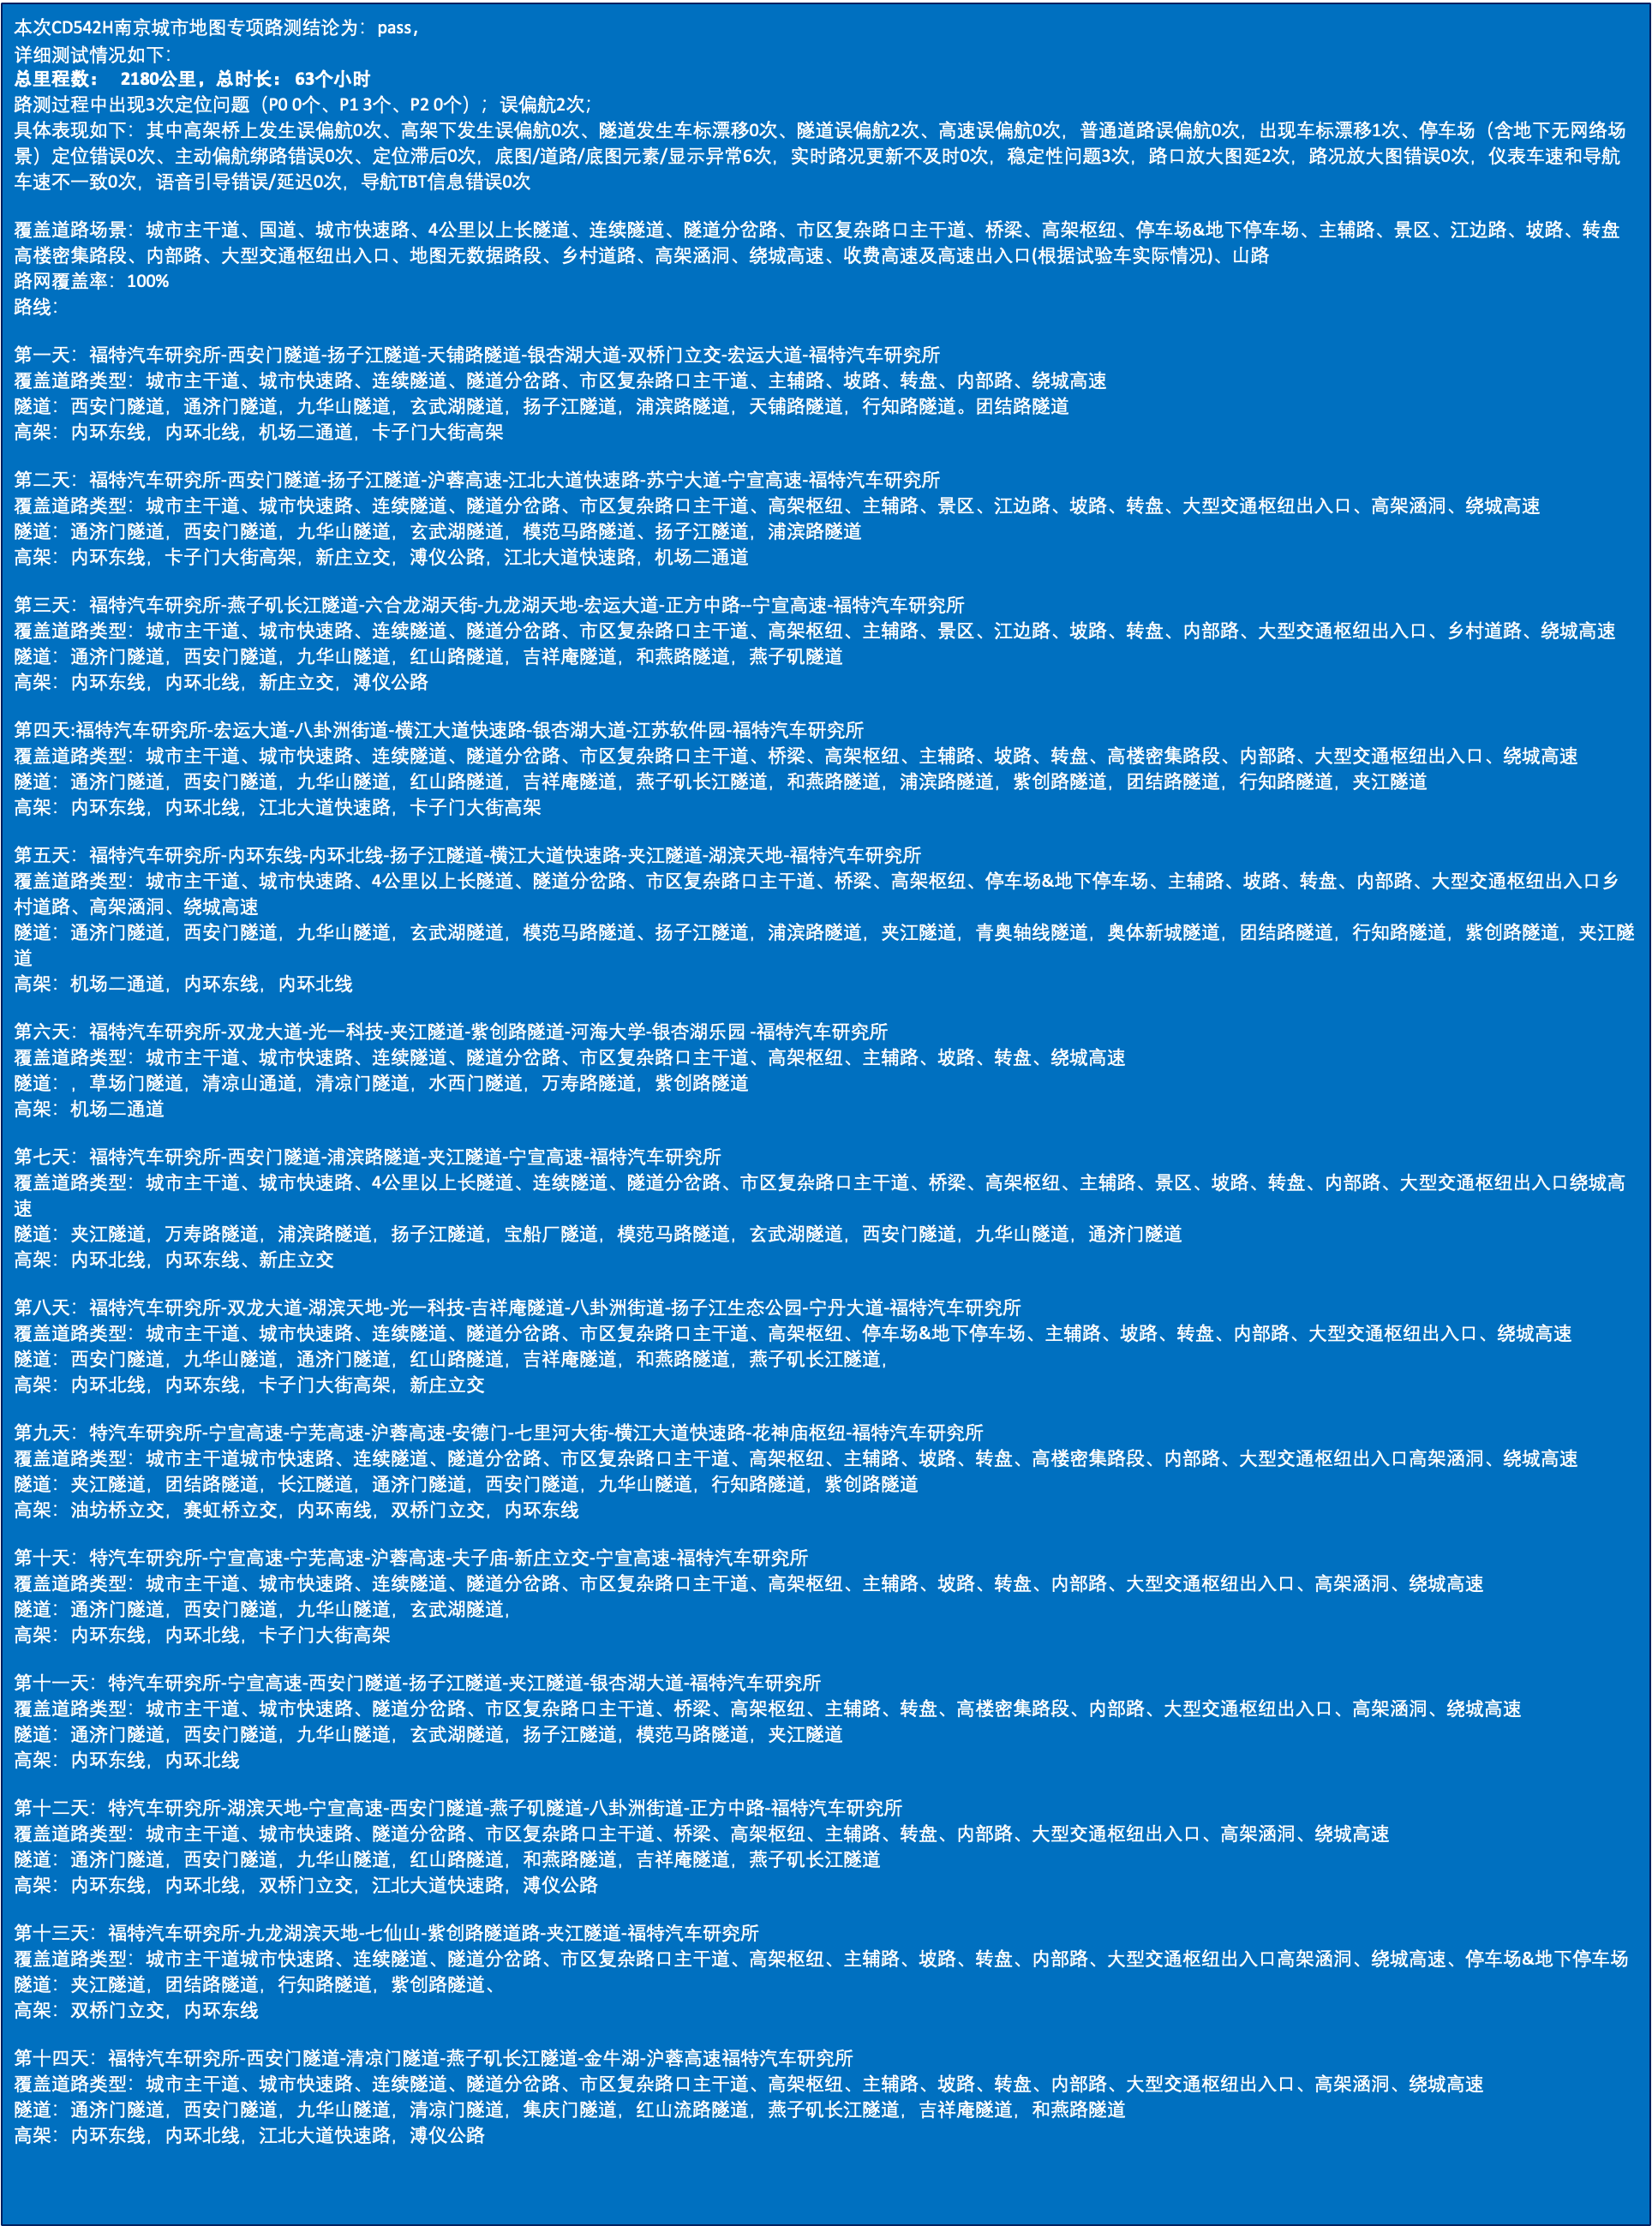 本次CD542H南京城市地图专项路测结论为：pass，
详细测试情况如下：
总里程数： 2180公里，总时长： 63个小时
路测过程中出现3次定位问题（P0 0个、P1 3个、P2 0个）；误偏航2次；
具体表现如下：其中高架桥上发生误偏航0次、高架下发生误偏航0次、隧道发生车标漂移0次、隧道误偏航2次、高速误偏航0次，普通道路误偏航0次，出现车标漂移1次、停车场（含地下无网络场
景）定位错误0次、主动偏航绑路错误0次、定位滞后0次，底图/道路/底图元素/显示异常6次，实时路况更新不及时0次，稳定性问题3次，路口放大图延2次，路况放大图错误0次，仪表车速和导航
车速不一致0次，语音引导错误/延迟0次，导航TBT信息错误0次
覆盖道路场景：城市主干道、国道、城市快速路、4公里以上长隧道、连续隧道、隧道分岔路、市区复杂路口主干道、桥梁、高架枢纽、停车场&地下停车场、主辅路、景区、江边路、坡路、转盘
高楼密集路段、内部路、大型交通枢纽出入口、地图无数据路段、乡村道路、高架涵洞、绕城高速、收费高速及高速出入口(根据试验车实际情况)、山路
路网覆盖率：100%
路线：
第一天：福特汽车研究所-西安门隧道-扬子江隧道-天铺路隧道-银杏湖大道-双桥门立交-宏运大道-福特汽车研究所
覆盖道路类型：城市主干道、城市快速路、连续隧道、隧道分岔路、市区复杂路口主干道、主辅路、坡路、转盘、内部路、绕城高速
隧道：西安门隧道，通济门隧道，九华山隧道，玄武湖隧道，扬子江隧道，浦滨路隧道，天铺路隧道，行知路隧道。团结路隧道
高架：内环东线，内环北线，机场二通道，卡子门大街高架
第二天：福特汽车研究所-西安门隧道-扬子江隧道-沪蓉高速-江北大道快速路-苏宁大道-宁宣高速-福特汽车研究所
覆盖道路类型：城市主干道、城市快速路、连续隧道、隧道分岔路、市区复杂路口主干道、高架枢纽、主辅路、景区、江边路、坡路、转盘、大型交通枢纽出入口、高架涵洞、绕城高速
隧道：通济门隧道，西安门隧道，九华山隧道，玄武湖隧道，模范马路隧道、扬子江隧道，浦滨路隧道
高架：内环东线，卡子门大街高架，新庄立交，溥仪公路，江北大道快速路，机场二通道
第三天：福特汽车研究所-燕子矶长江隧道-六合龙湖天街-九龙湖天地-宏运大道-正方中路--宁宣高速-福特汽车研究所
覆盖道路类型：城市主干道、城市快速路、连续隧道、隧道分岔路、市区复杂路口主干道、高架枢纽、主辅路、景区、江边路、坡路、转盘、内部路、大型交通枢纽出入口、乡村道路、绕城高速
隧道：通济门隧道，西安门隧道，九华山隧道，红山路隧道，吉祥庵隧道，和燕路隧道，燕子矶隧道
高架：内环东线，内环北线，新庄立交，溥仪公路
第四天:福特汽车研究所-宏运大道-八卦洲街道-横江大道快速路-银杏湖大道-江苏软件园-福特汽车研究所
覆盖道路类型：城市主干道、城市快速路、连续隧道、隧道分岔路、市区复杂路口主干道、桥梁、高架枢纽、主辅路、坡路、转盘、高楼密集路段、内部路、大型交通枢纽出入口、绕城高速
隧道：通济门隧道，西安门隧道，九华山隧道，红山路隧道，吉祥庵隧道，燕子矶长江隧道，和燕路隧道，浦滨路隧道，紫创路隧道，团结路隧道，行知路隧道，夹江隧道
高架：内环东线，内环北线，江北大道快速路，卡子门大街高架
第五天：福特汽车研究所-内环东线-内环北线-扬子江隧道-横江大道快速路-夹江隧道-湖滨天地-福特汽车研究所
覆盖道路类型：城市主干道、城市快速路、4公里以上长隧道、隧道分岔路、市区复杂路口主干道、桥梁、高架枢纽、停车场&地下停车场、主辅路、坡路、转盘、内部路、大型交通枢纽出入口乡
村道路、高架涵洞、绕城高速
隧道：通济门隧道，西安门隧道，九华山隧道，玄武湖隧道，模范马路隧道、扬子江隧道，浦滨路隧道，夹江隧道，青奥轴线隧道，奥体新城隧道，团结路隧道，行知路隧道，紫创路隧道，夹江隧
道
高架：机场二通道，内环东线，内环北线
第六天：福特汽车研究所-双龙大道-光一科技-夹江隧道-紫创路隧道-河海大学-银杏湖乐园 -福特汽车研究所
覆盖道路类型：城市主干道、城市快速路、连续隧道、隧道分岔路、市区复杂路口主干道、高架枢纽、主辅路、坡路、转盘、绕城高速
隧道：，草场门隧道，清凉山通道，清凉门隧道，水西门隧道，万寿路隧道，紫创路隧道
高架：机场二通道
第七天：福特汽车研究所-西安门隧道-浦滨路隧道-夹江隧道-宁宣高速-福特汽车研究所
覆盖道路类型：城市主干道、城市快速路、4公里以上长隧道、连续隧道、隧道分岔路、市区复杂路口主干道、桥梁、高架枢纽、主辅路、景区、坡路、转盘、内部路、大型交通枢纽出入口绕城高
速
隧道：夹江隧道，万寿路隧道，浦滨路隧道，扬子江隧道，宝船厂隧道，模范马路隧道，玄武湖隧道，西安门隧道，九华山隧道，通济门隧道
高架：内环北线，内环东线、新庄立交
第八天：福特汽车研究所-双龙大道-湖滨天地-光一科技-吉祥庵隧道-八卦洲街道-扬子江生态公园-宁丹大道-福特汽车研究所
覆盖道路类型：城市主干道、城市快速路、连续隧道、隧道分岔路、市区复杂路口主干道、高架枢纽、停车场&地下停车场、主辅路、坡路、转盘、内部路、大型交通枢纽出入口、绕城高速
隧道：西安门隧道，九华山隧道，通济门隧道，红山路隧道，吉祥庵隧道，和燕路隧道，燕子矶长江隧道，
高架：内环北线，内环东线，卡子门大街高架，新庄立交
第九天：特汽车研究所-宁宣高速-宁芜高速-沪蓉高速-安德门-七里河大街-横江大道快速路-花神庙枢纽-福特汽车研究所
覆盖道路类型：城市主干道城市快速路、连续隧道、隧道分岔路、市区复杂路口主干道、高架枢纽、主辅路、坡路、转盘、高楼密集路段、内部路、大型交通枢纽出入口高架涵洞、绕城高速
隧道：夹江隧道，团结路隧道，长江隧道，通济门隧道，西安门隧道，九华山隧道，行知路隧道，紫创路隧道
高架：油坊桥立交，赛虹桥立交，内环南线，双桥门立交，内环东线
第十天：特汽车研究所-宁宣高速-宁芜高速-沪蓉高速-夫子庙-新庄立交-宁宣高速-福特汽车研究所
覆盖道路类型：城市主干道、城市快速路、连续隧道、隧道分岔路、市区复杂路口主干道、高架枢纽、主辅路、坡路、转盘、内部路、大型交通枢纽出入口、高架涵洞、绕城高速
隧道：通济门隧道，西安门隧道，九华山隧道，玄武湖隧道，
高架：内环东线，内环北线，卡子门大街高架
第十一天：特汽车研究所-宁宣高速-西安门隧道-扬子江隧道-夹江隧道-银杏湖大道-福特汽车研究所
覆盖道路类型：城市主干道、城市快速路、隧道分岔路、市区复杂路口主干道、桥梁、高架枢纽、主辅路、转盘、高楼密集路段、内部路、大型交通枢纽出入口、高架涵洞、绕城高速
隧道：通济门隧道，西安门隧道，九华山隧道，玄武湖隧道，扬子江隧道，模范马路隧道，夹江隧道
高架：内环东线，内环北线
第十二天：特汽车研究所-湖滨天地-宁宣高速-西安门隧道-燕子矶隧道-八卦洲街道-正方中路-福特汽车研究所
覆盖道路类型：城市主干道、城市快速路、隧道分岔路、市区复杂路口主干道、桥梁、高架枢纽、主辅路、转盘、内部路、大型交通枢纽出入口、高架涵洞、绕城高速
隧道：通济门隧道，西安门隧道，九华山隧道，红山路隧道，和燕路隧道，吉祥庵隧道，燕子矶长江隧道
高架：内环东线，内环北线，双桥门立交，江北大道快速路，溥仪公路
第十三天：福特汽车研究所-九龙湖滨天地-七仙山-紫创路隧道路-夹江隧道-福特汽车研究所
覆盖道路类型：城市主干道城市快速路、连续隧道、隧道分岔路、市区复杂路口主干道、高架枢纽、主辅路、坡路、转盘、内部路、大型交通枢纽出入口高架涵洞、绕城高速、停车场&地下停车场
隧道：夹江隧道，团结路隧道，行知路隧道，紫创路隧道、
高架：双桥门立交，内环东线
第十四天：福特汽车研究所-西安门隧道-清凉门隧道-燕子矶长江隧道-金牛湖-沪蓉高速福特汽车研究所
覆盖道路类型：城市主干道、城市快速路、连续隧道、隧道分岔路、市区复杂路口主干道、高架枢纽、主辅路、坡路、转盘、内部路、大型交通枢纽出入口、高架涵洞、绕城高速
隧道：通济门隧道，西安门隧道，九华山隧道，清凉门隧道，集庆门隧道，红山流路隧道，燕子矶长江隧道，吉祥庵隧道，和燕路隧道
高架：内环东线，内环北线，江北大道快速路，溥仪公路